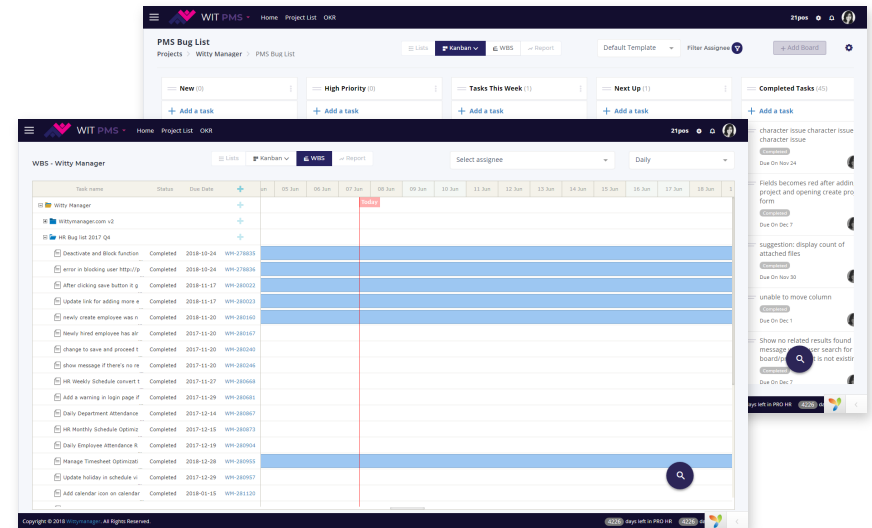 WIT PMS Home Project List OKR 21pos
PMS Bug List
Projects > Witty Manager > PMS Bug List
Lists Kanban WBS Report
Default Template Filter Assignee + Add Board
New (0) High Priority (0) Tasks This Week (1) Next Up (1) Completed Tasks (45)
+ Add a task + Add a task + Add a task + Add a task + Add a task
character issue character issue
character issue
Completed
Due On Nov 24
Fields becomes red after addin
project and opening create pro
form
Completed
Due On Dec 7
suggestion: display count of
attached files
Completed
Due On Nov 30
unable to move column
Completed
Due On Dec 1
Show no related results found
message ser search for
board/p t is not existin
Completed
Due On Dec 7
ays left in PRO HR 4226 da
WIT PMS Home Project List OKR 21pos
WBS - Witty Manager
Lists Kanban WBS Report
Select assignee Daily
Task name Status Due Date + un 05 Jun 06 Jun 07 Jun 08 Jun 09 Jun 10 Jun 11 Jun 12 Jun 13 Jun 14 Jun 15 Jun 16 Jun 17 Jun 18 Jun
Witty Manager + Today
Wittymanager.com v2 +
HR Bug list 2017 Q4 +
Deactivate and Block function Completed 2018-10-24 WM-278835
error in blocking user http://p Completed 2018-10-24 WM-278836
After clicking save button it g Completed 2018-11-17 WM-280022
Update link for adding more e Completed 2018-11-17 WM-280023
newly create employee was n Completed 2018-11-20 WM-280160
Newly hired employee has air Completed 2017-11-20 WM-280167
change to save and proceed t Completed 2017-11-20 WM-280240
show message if there's no re Completed 2017-11-20 WM-280246
HR Weekly Schedule convert t Completed 2017-11-27 WM-280668
Add a warning in login page if Completed 2017-11-29 WM-280681
Daily Department Attendance Completed 2017-12-14 WM-280867
HR Monthly Schedule Optimiz Completed 2017-12-15 WM-280873
Daily Employee Attendance R Completed 2017-12-19 WM-280904
Manage Timesheet Optimizati Completed 2018-12-28 WM-280955
Update holiday in schedule vi Completed 2017-12-29 WM-280957
Add calendar icon on calendar Completed 2018-01-15 WM-281120
Copyright © 2018 Wittymanager. All Rights Reserved 4226 days left in PRO HR 4226 da